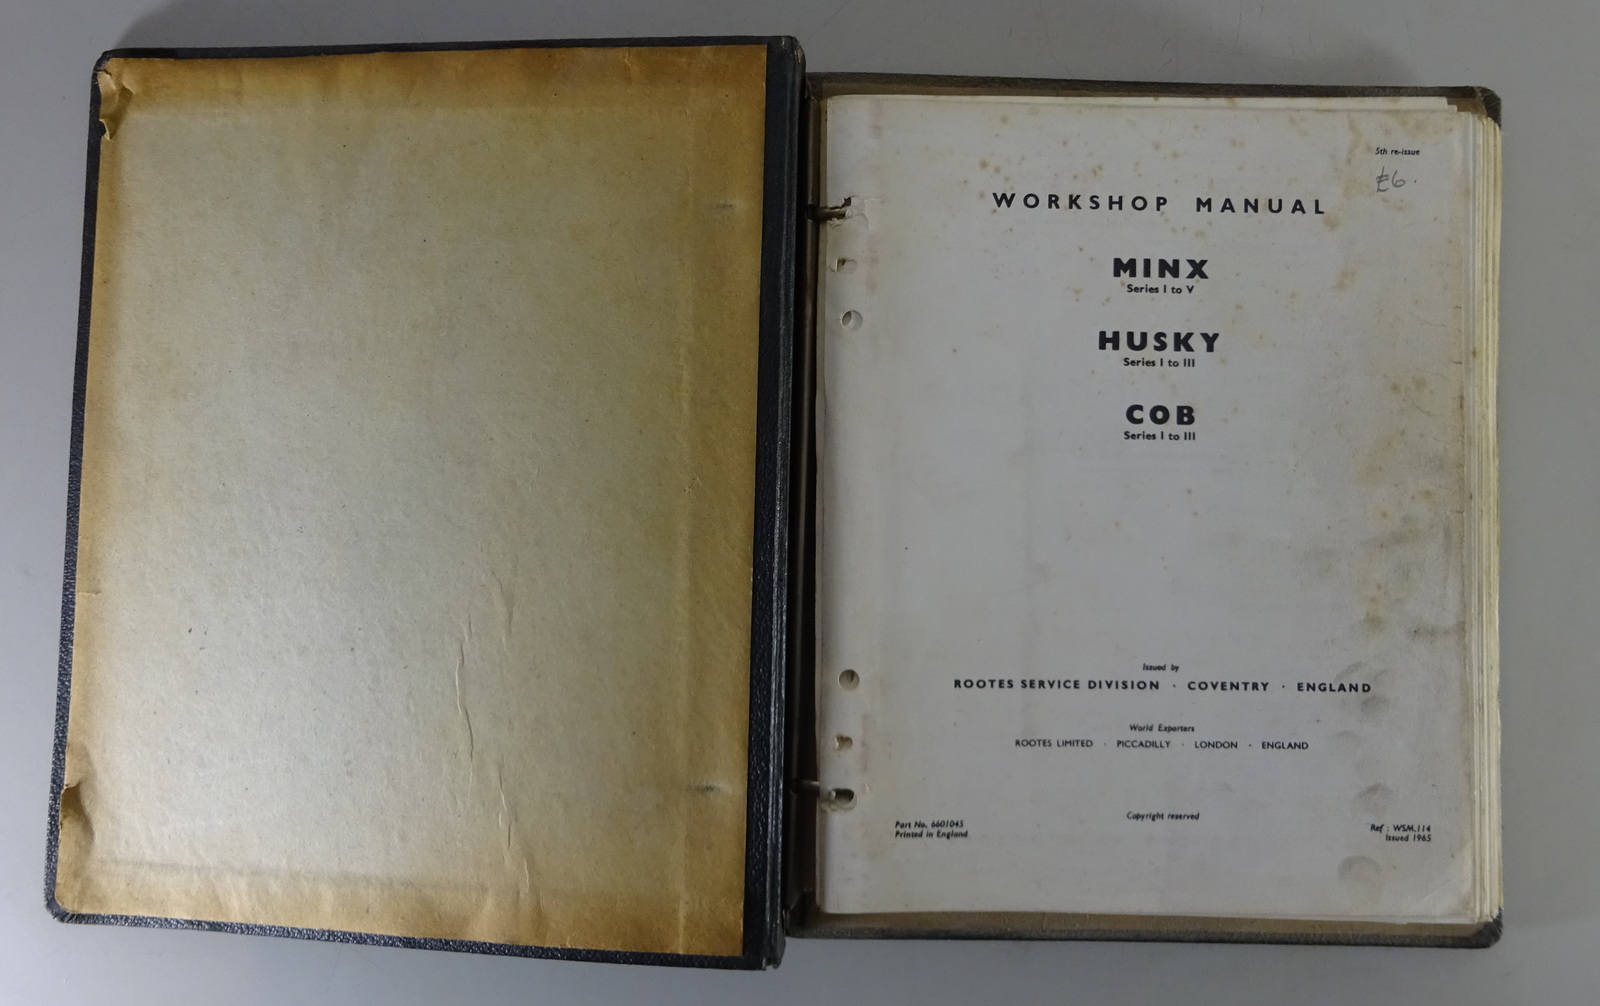 5th re-issue
£6.
WORKSHOP MANUAL
MINX
Series I to V
HUSKY
Series I to III
COB
Series I to III
Issued by
ROOTES SERVICE DIVISION · COVENTRY · ENGLAND
World Exporters
ROOTES LIMITED · PICCADILLY · LONDON · ENGLAND
Copyright reserved
Part No. 6601045
Printed in England
Ref : WSM.114
Issued 1965